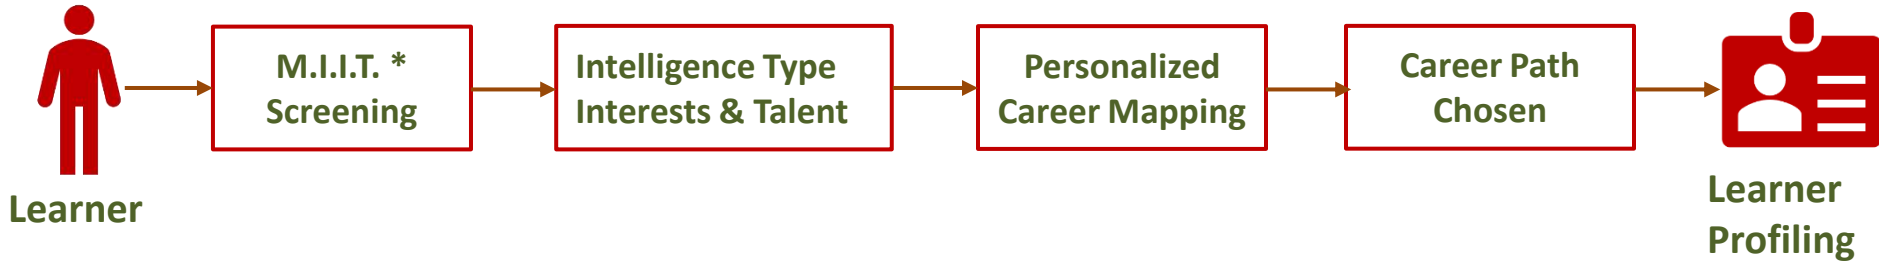 Learner
M.I.I.T. *
Screening
Intelligence Type
Interests & Talent
Personalized
Career Mapping
Career Path
Chosen
Learner
Profiling